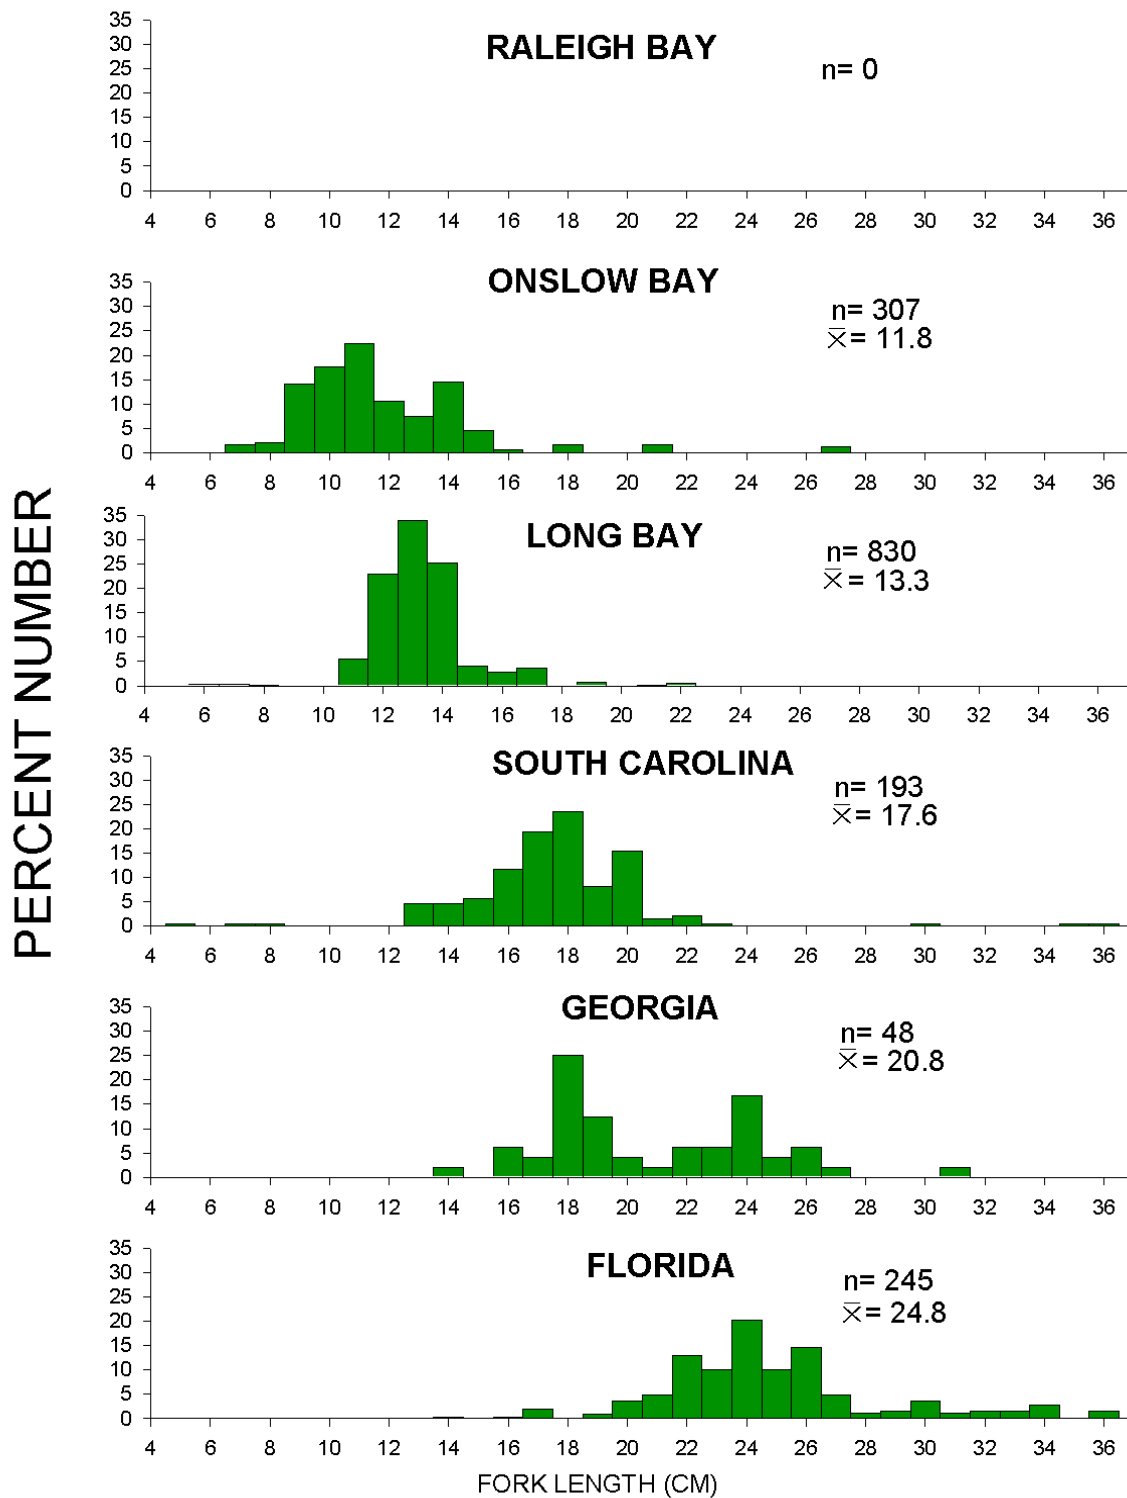 PERCENT NUMBER
RALEIGH BAY
n= 0
35
30
25
20
15
10
5
0
4 6 8 10 12 14 16 18 20 22 24 26 28 30 32 34 36
ONSLOW BAY
n= 307
x̄= 11.8
35
30
25
20
15
10
5
0
4 6 8 10 12 14 16 18 20 22 24 26 28 30 32 34 36
LONG BAY
n= 830
x̄= 13.3
35
30
25
20
15
10
5
0
4 6 8 10 12 14 16 18 20 22 24 26 28 30 32 34 36
SOUTH CAROLINA
n= 193
x̄= 17.6
35
30
25
20
15
10
5
0
4 6 8 10 12 14 16 18 20 22 24 26 28 30 32 34 36
GEORGIA
n= 48
x̄= 20.8
35
30
25
20
15
10
5
0
4 6 8 10 12 14 16 18 20 22 24 26 28 30 32 34 36
FLORIDA
n= 245
x̄= 24.8
35
30
25
20
15
10
5
0
4 6 8 10 12 14 16 18 20 22 24 26 28 30 32 34 36
FORK LENGTH (CM)